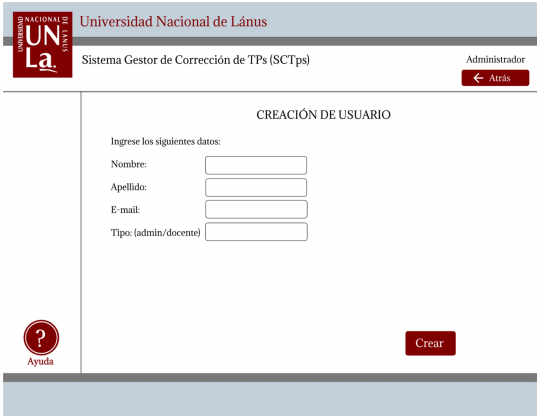 UNIVERSIDAD NACIONAL DE LANUS
UN
La.
Universidad Nacional de Lánus
Sistema Gestor de Corrección de TPs (SCTps)
Administrador
← Atrás
CREACIÓN DE USUARIO
Ingrese los siguientes datos:
Nombre:
Apellido:
E-mail:
Tipo: (admin/docente)
?
Ayuda
Crear